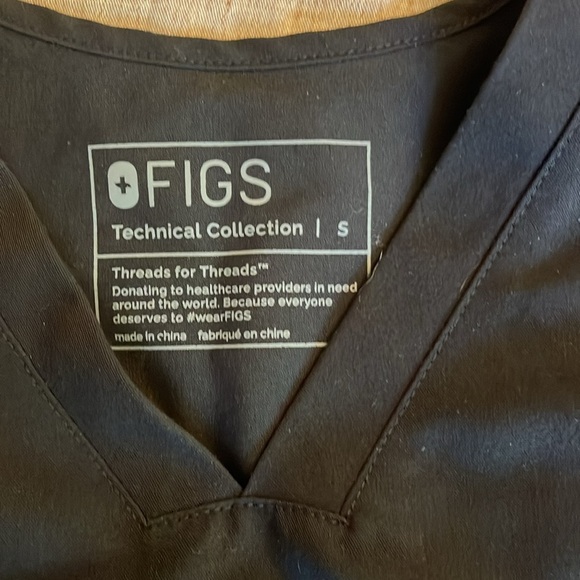 FIGS
Technical Collection | S
Threads for Threads™
Donating to healthcare providers in need
around the world. Because everyone
deserves to #wearFIGS
made in china fabriqué en chine